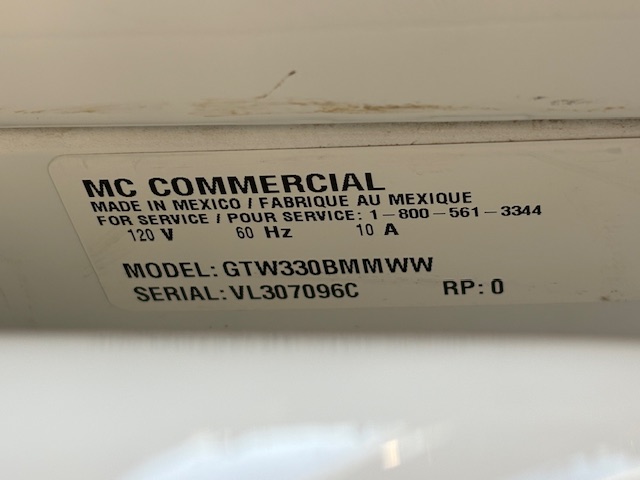 MC COMMERCIAL
MADE IN MEXICO / FABRIQUE AU MEXIQUE
FOR SERVICE / POUR SERVICE: 1-800-561-3344
120 V 60 Hz 10 A
MODEL: GTW330BMMWW
SERIAL: VL307096C RP: 0